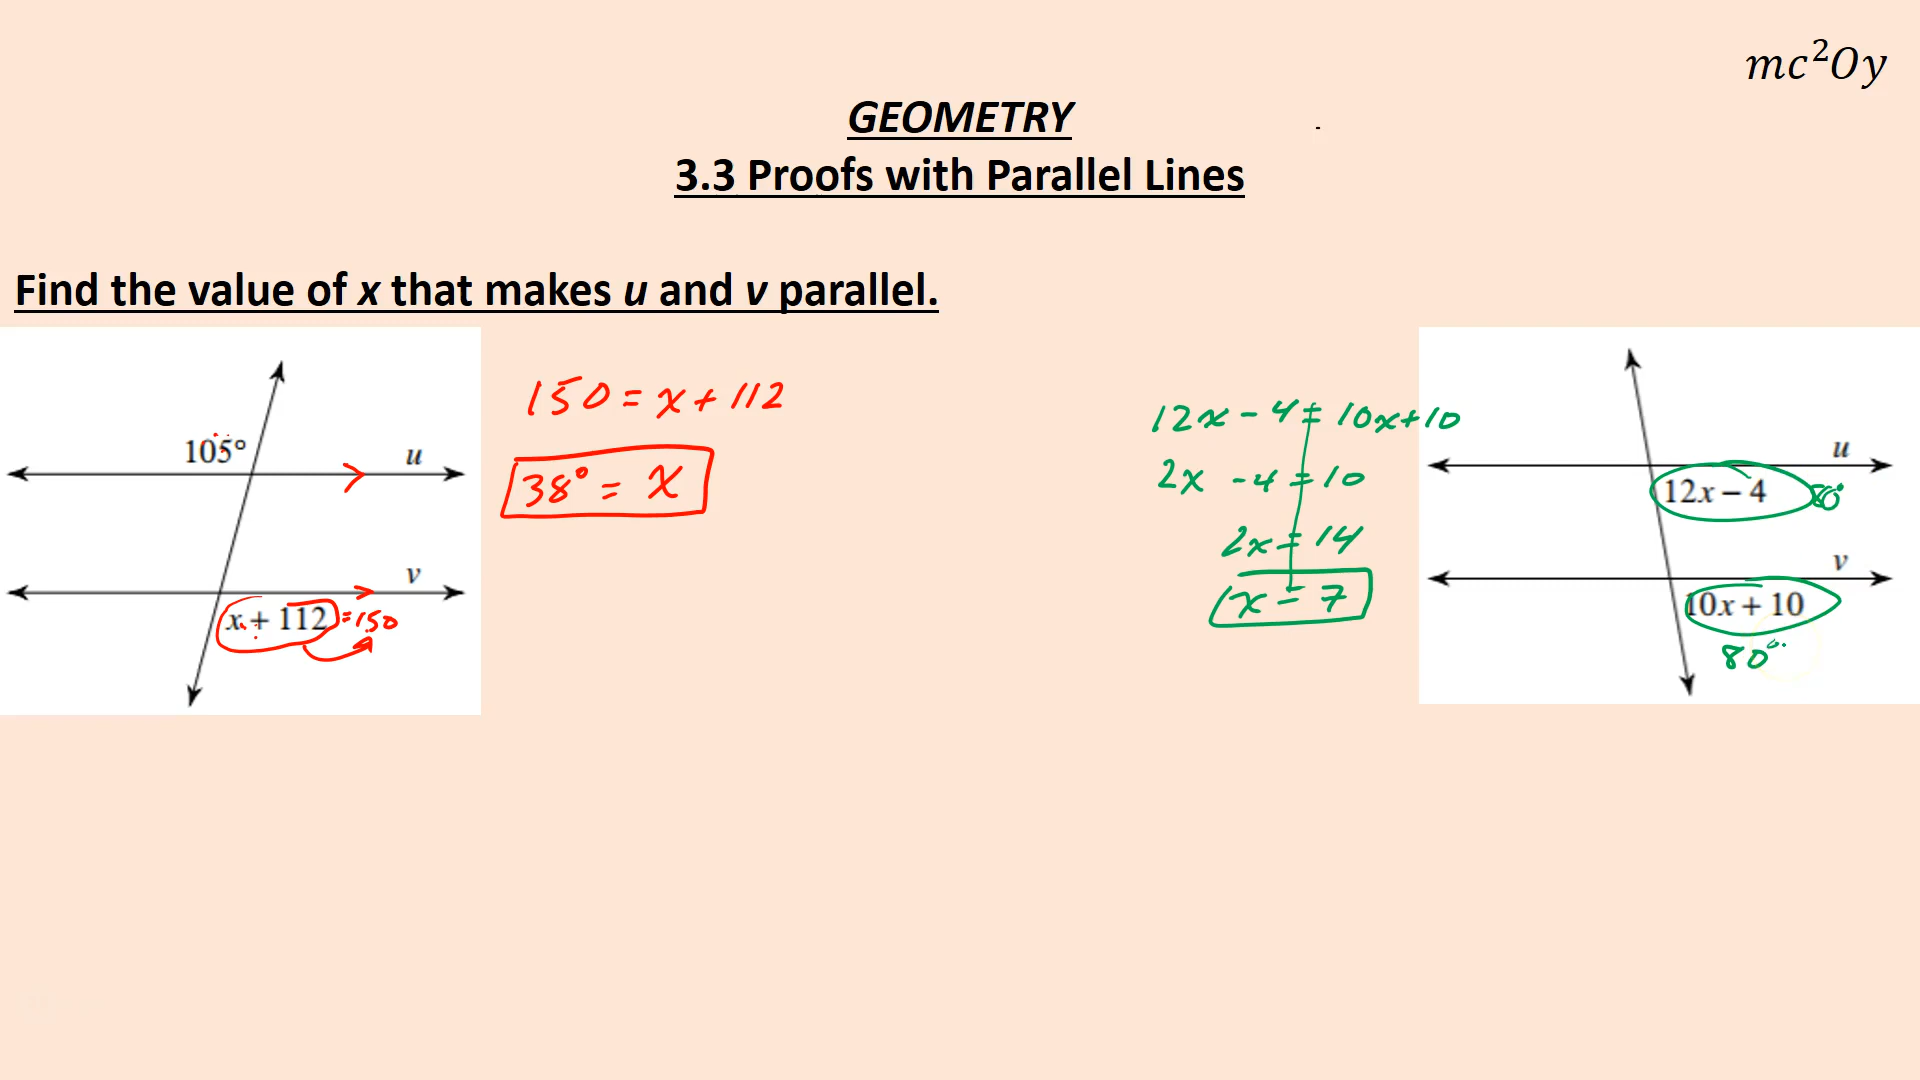 mc²Oy
GEOMETRY
3.3 Proofs with Parallel Lines
Find the value of x that makes u and v parallel.
105°
u
v
x + 112 = 150
150 = x + 112
38° = x
12x - 4 = 10x + 10
2x - 4 = 10
2x = 14
x = 7
u
12x – 4 80°
v
10x + 10
80°